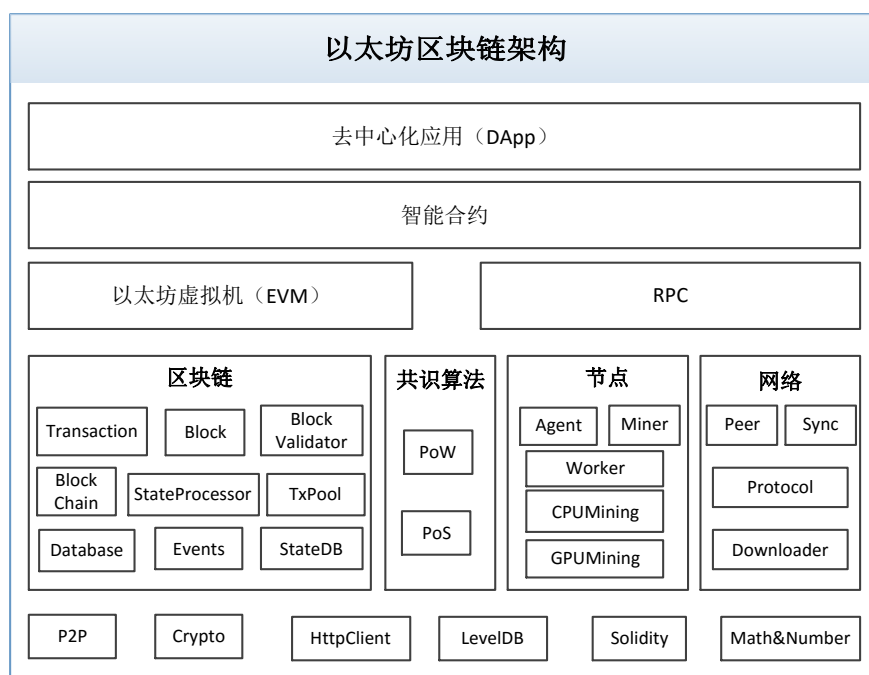 以太坊区块链架构
去中心化应用（DApp）
智能合约
以太坊虚拟机（EVM）
RPC
区块链
Transaction
Block
Block
Validator
Block
Chain
StateProcessor
TxPool
Database
Events
StateDB
共识算法
PoW
PoS
节点
Agent
Miner
Worker
CPUMining
GPUMining
网络
Peer
Sync
Protocol
Downloader
P2P
Crypto
HttpClient
LevelDB
Solidity
Math&Number